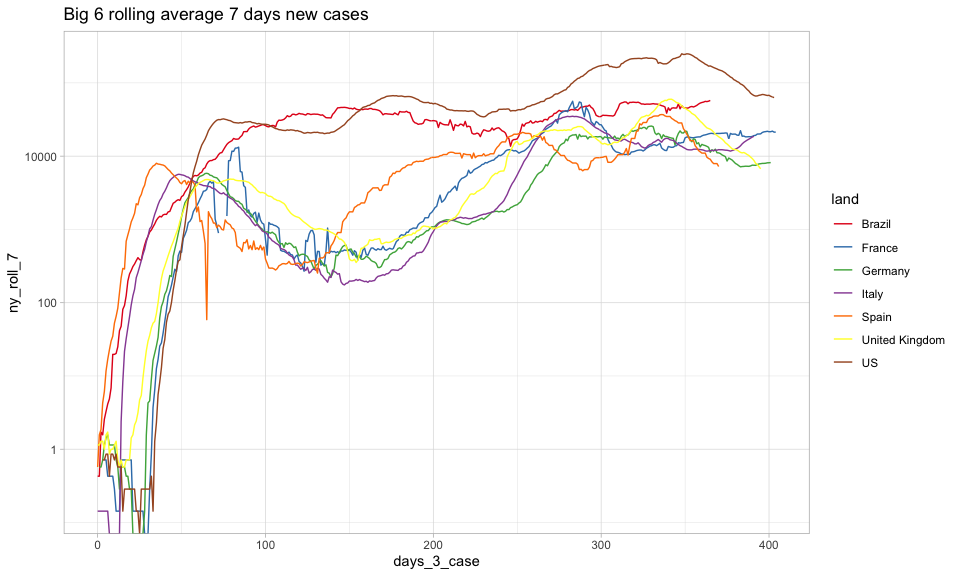 Big 6 rolling average 7 days new cases
ny_roll_7
10000
100
1
0
100
200
300
400
days_3_case
land
Brazil
France
Germany
Italy
Spain
United Kingdom
US